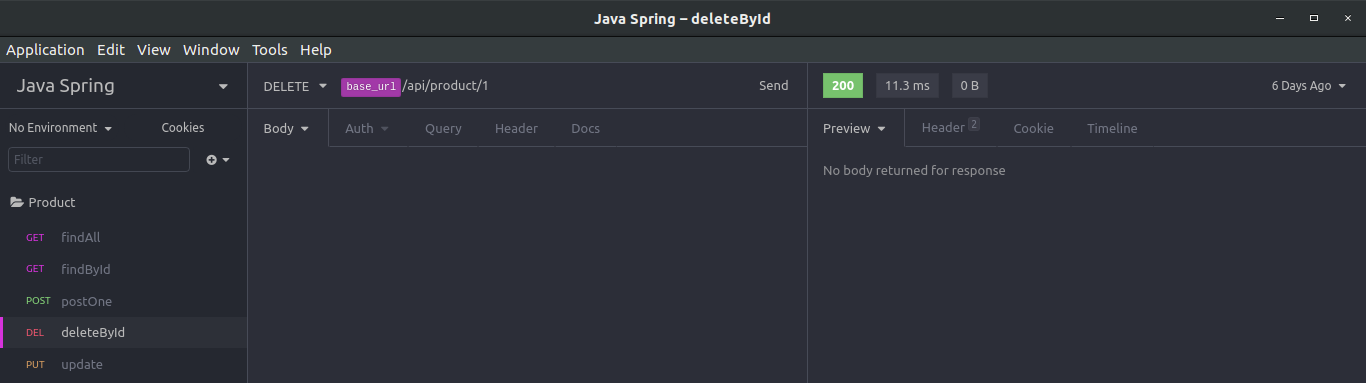 Java Spring – deleteById
Application Edit View Window Tools Help
Java Spring
DELETE base_url/api/product/1 Send
200 11.3 ms 0 B 6 Days Ago
No Environment Cookies
Body Auth Query Header Docs
Preview Header 2 Cookie Timeline
Filter
No body returned for response
Product
GET findAll
GET findById
POST postOne
DEL deleteById
PUT update